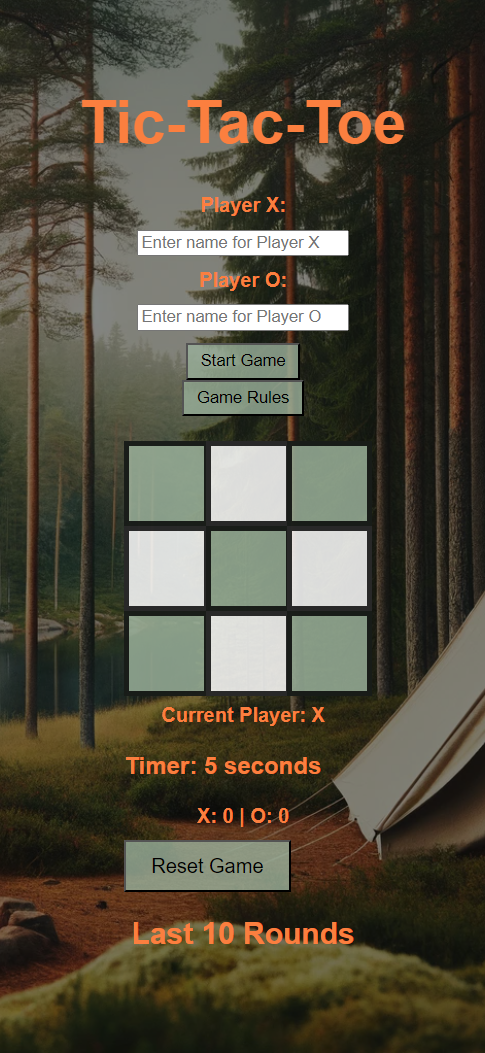 Tic-Tac-Toe
Player X:
Enter name for Player X
Player O:
Enter name for Player O
Start Game
Game Rules
Current Player: X
Timer: 5 seconds
X: 0 | O: 0
Reset Game
Last 10 Rounds